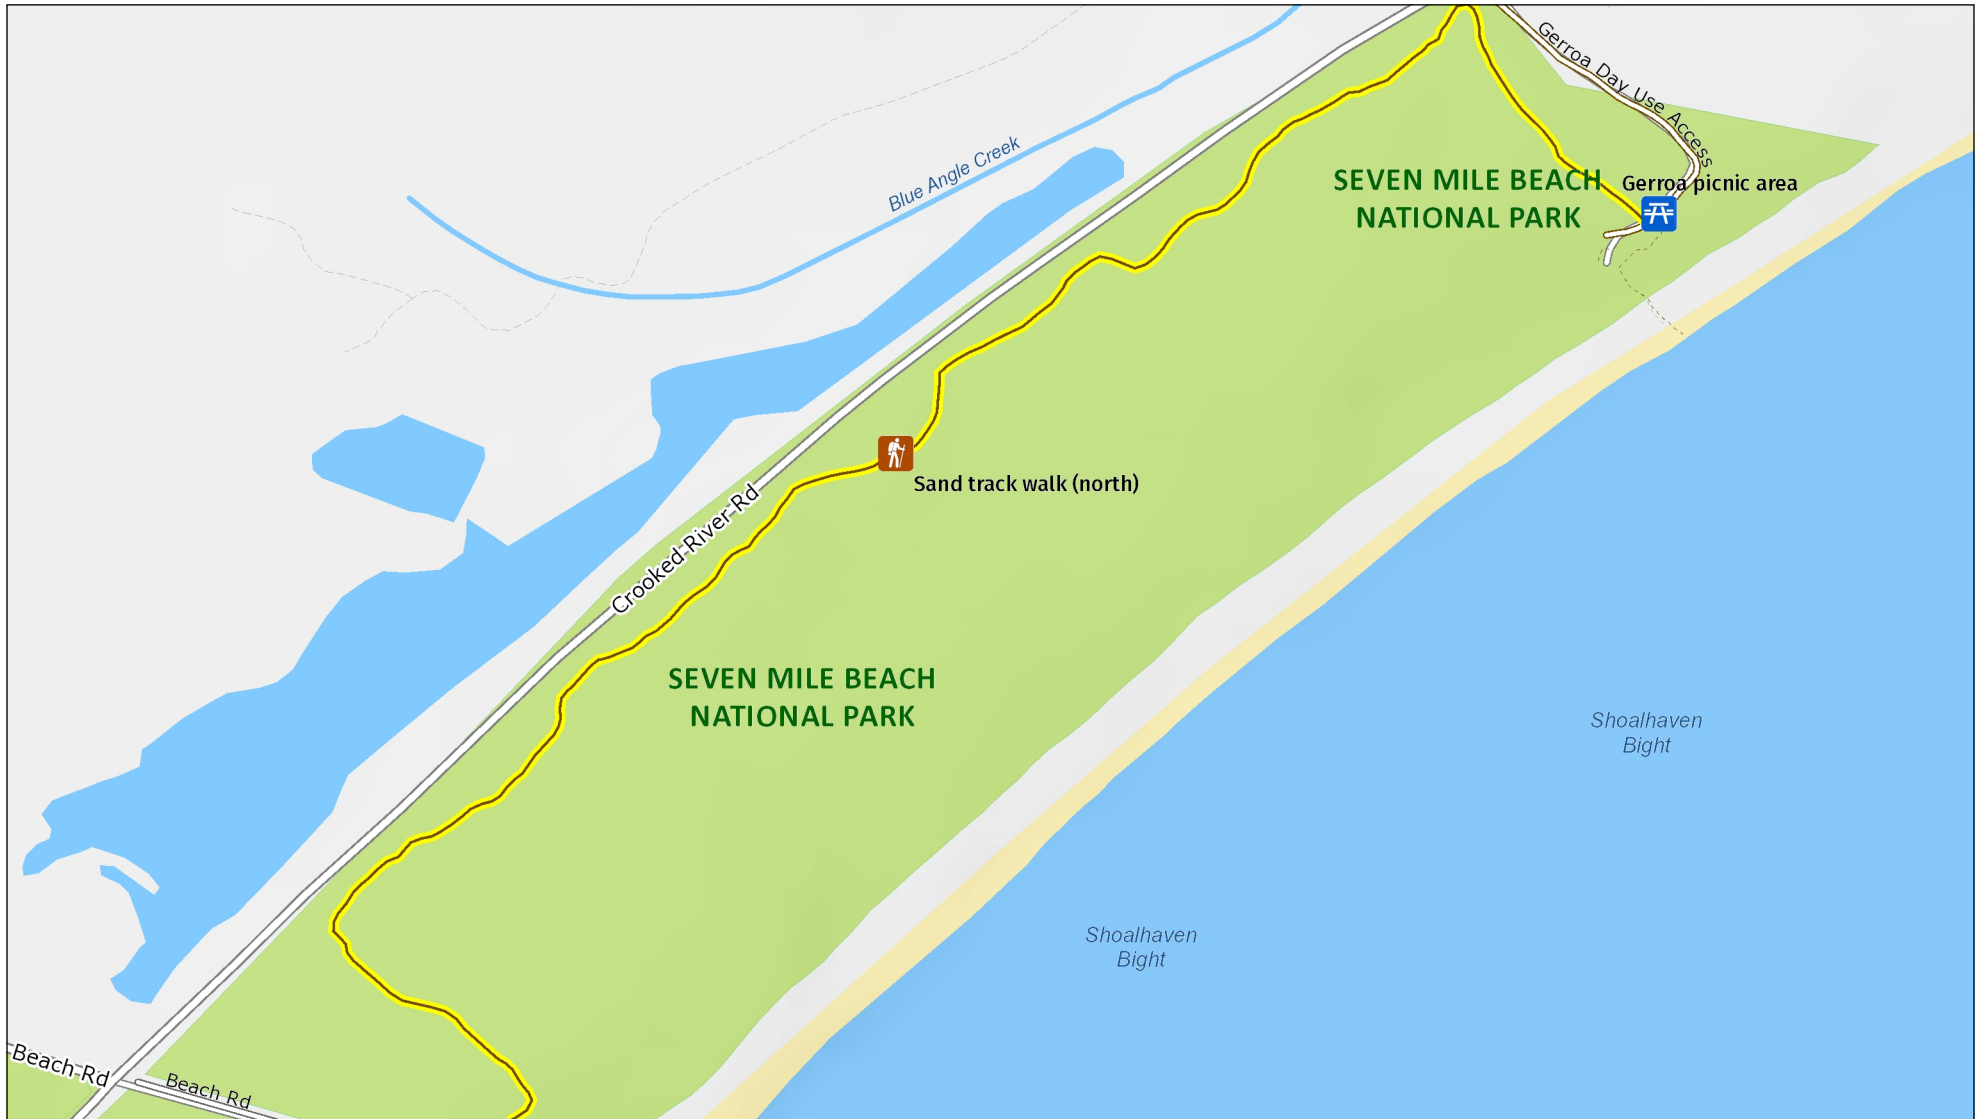 Gerroa Day Use Access
Blue Angle Creek
SEVEN MILE BEACH
NATIONAL PARK
Gerroa picnic area
Sand track walk (north)
Crooked River Rd
SEVEN MILE BEACH
NATIONAL PARK
Shoalhaven
Bight
Shoalhaven
Bight
Beach Rd
Beach Rd